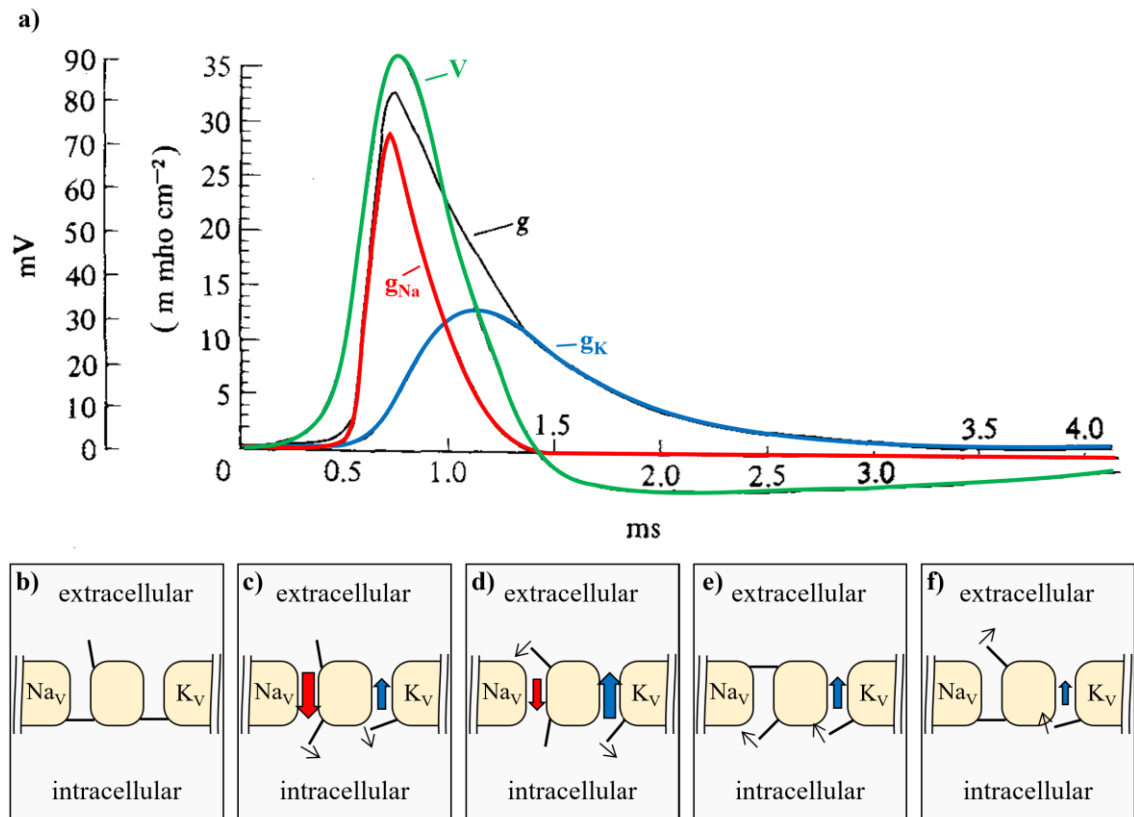 a)
90
80
70
60
50
40
30
20
10
0
mV
35
30
25
20
15
10
5
( m mho cm⁻²)
V
g
gNa
gK
0
0.5
1.0
1.5
2.0
2.5
3.0
3.5
4.0
ms
b)
extracellular
NaV
KV
intracellular
c)
extracellular
NaV
KV
intracellular
d)
extracellular
NaV
KV
intracellular
e)
extracellular
NaV
KV
intracellular
f)
extracellular
NaV
KV
intracellular